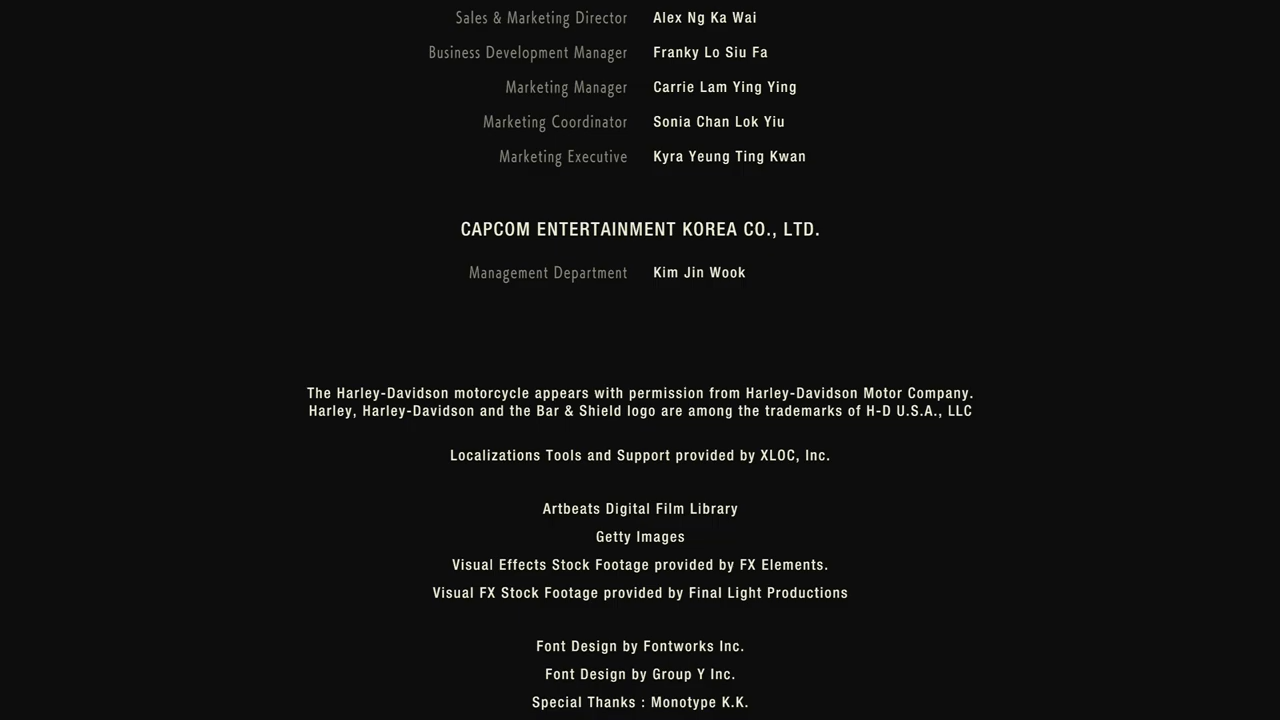 Sales & Marketing Director Alex Ng Ka Wai
Business Development Manager Franky Lo Siu Fa
Marketing Manager Carrie Lam Ying Ying
Marketing Coordinator Sonia Chan Lok Yiu
Marketing Executive Kyra Yeung Ting Kwan
CAPCOM ENTERTAINMENT KOREA CO., LTD.
Management Department Kim Jin Wook
The Harley-Davidson motorcycle appears with permission from Harley-Davidson Motor Company.
Harley, Harley-Davidson and the Bar & Shield logo are among the trademarks of H-D U.S.A., LLC
Localizations Tools and Support provided by XLOC, Inc.
Artbeats Digital Film Library
Getty Images
Visual Effects Stock Footage provided by FX Elements.
Visual FX Stock Footage provided by Final Light Productions
Font Design by Fontworks Inc.
Font Design by Group Y Inc.
Special Thanks : Monotype K.K.